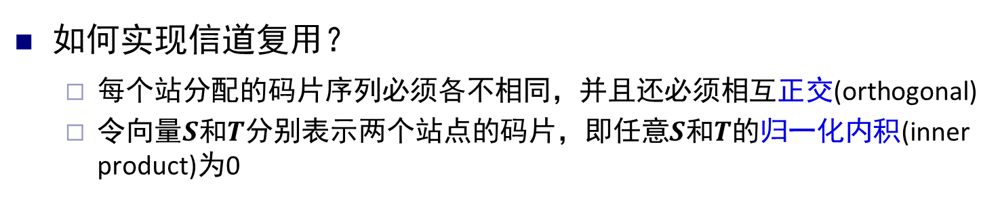 如何实现信道复用？
每个站分配的码片序列必须各不相同，并且还必须相互正交(orthogonal)
令向量S和T分别表示两个站点的码片，即任意S和T的归一化内积(inner
product)为0